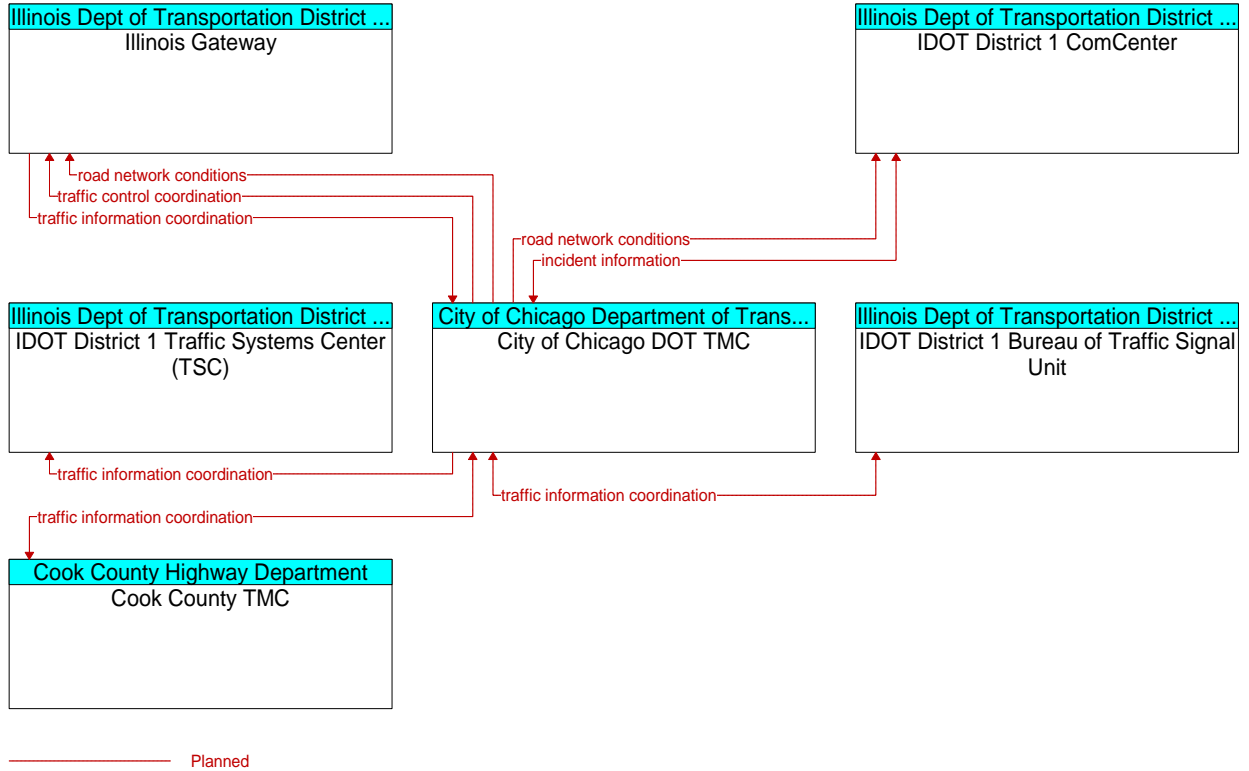 Illinois Dept of Transportation District ...
Illinois Gateway
Illinois Dept of Transportation District ...
IDOT District 1 ComCenter
road network conditions
traffic control coordination
traffic information coordination
road network conditions
incident information
Illinois Dept of Transportation District ...
IDOT District 1 Traffic Systems Center
(TSC)
City of Chicago Department of Trans...
City of Chicago DOT TMC
Illinois Dept of Transportation District ...
IDOT District 1 Bureau of Traffic Signal
Unit
traffic information coordination
traffic information coordination
traffic information coordination
Cook County Highway Department
Cook County TMC
Planned